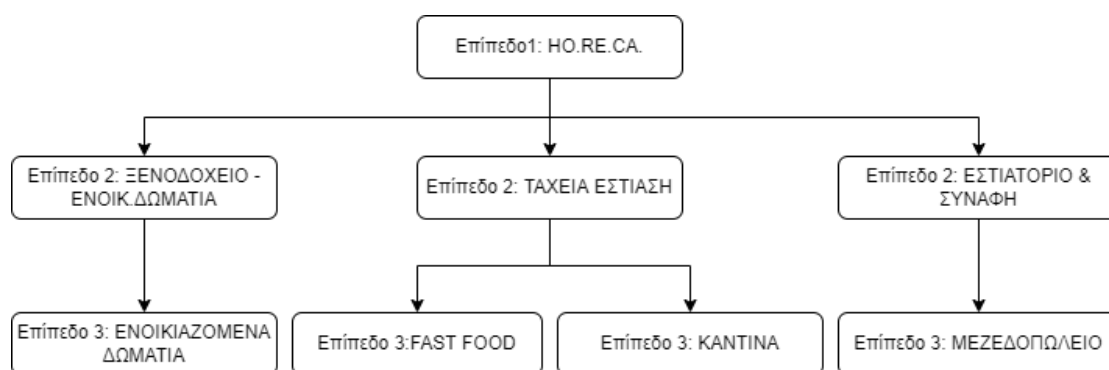 Επίπεδο1: HO.RE.CA.
Επίπεδο 2: ΞΕΝΟΔΟΧΕΙΟ -
ΕΝΟΙΚ.ΔΩΜΑΤΙΑ
Επίπεδο 2: ΤΑΧΕΙΑ ΕΣΤΙΑΣΗ
Επίπεδο 2: ΕΣΤΙΑΤΟΡΙΟ &
ΣΥΝΑΦΗ
Επίπεδο 3: ΕΝΟΙΚΙΑΖΟΜΕΝΑ
ΔΩΜΑΤΙΑ
Επίπεδο 3:FAST FOOD
Επίπεδο 3: ΚΑΝΤΙΝΑ
Επίπεδο 3: ΜΕΖΕΔΟΠΩΛΕΙΟ